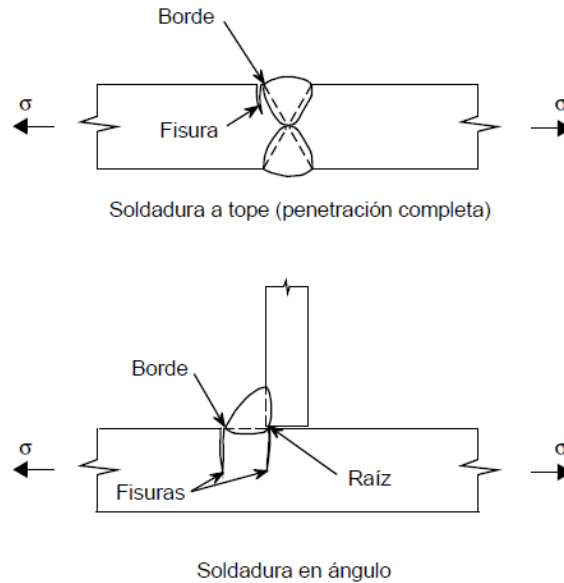 Borde
σ
σ
Fisura
Soldadura a tope (penetración completa)
Borde
σ
σ
Fisuras
Raíz
Soldadura en ángulo